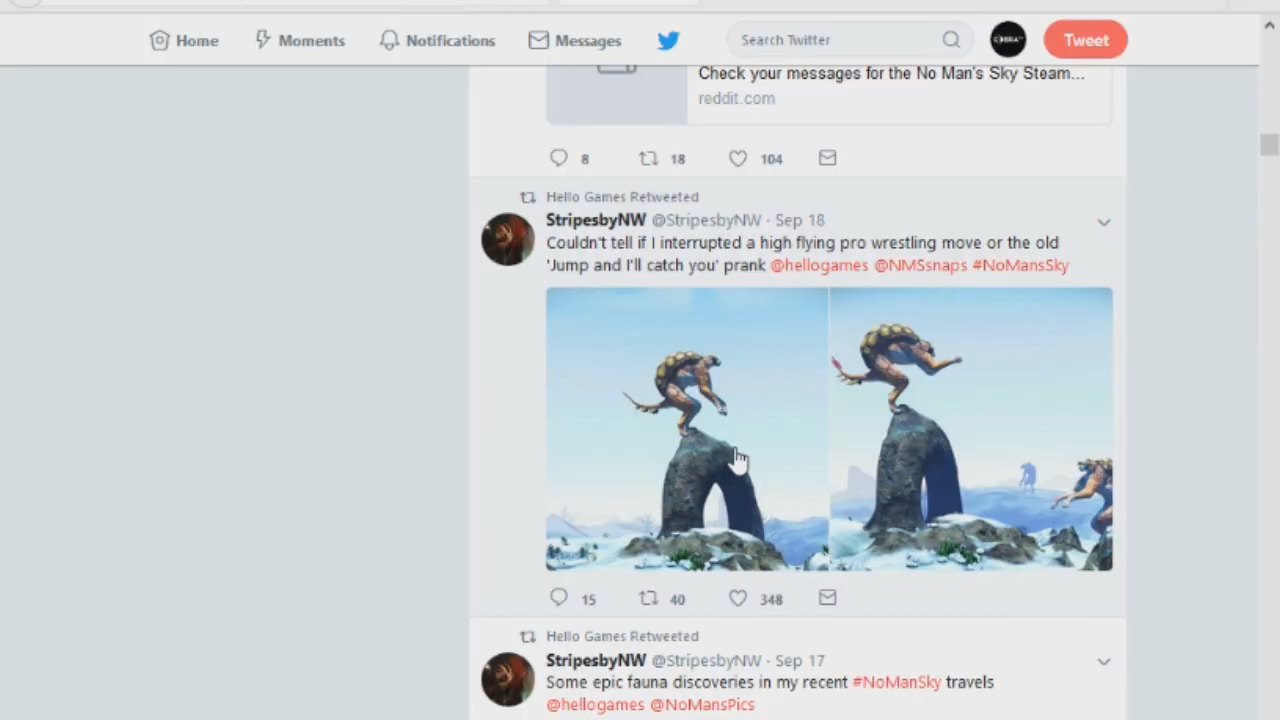 Home
Moments
Notifications
Messages
Search Twitter
Tweet
Check your messages for the No Man's Sky Steam...
reddit.com
8
18
104
Hello Games Retweeted
StripesbyNW @StripesbyNW · Sep 18
Couldn't tell if I interrupted a high flying pro wrestling move or the old
'Jump and I'll catch you' prank @hellogames @NMSsnaps #NoMansSky
15
40
348
Hello Games Retweeted
StripesbyNW @StripesbyNW · Sep 17
Some epic fauna discoveries in my recent #NoManSky travels
@hellogames @NoMansPics